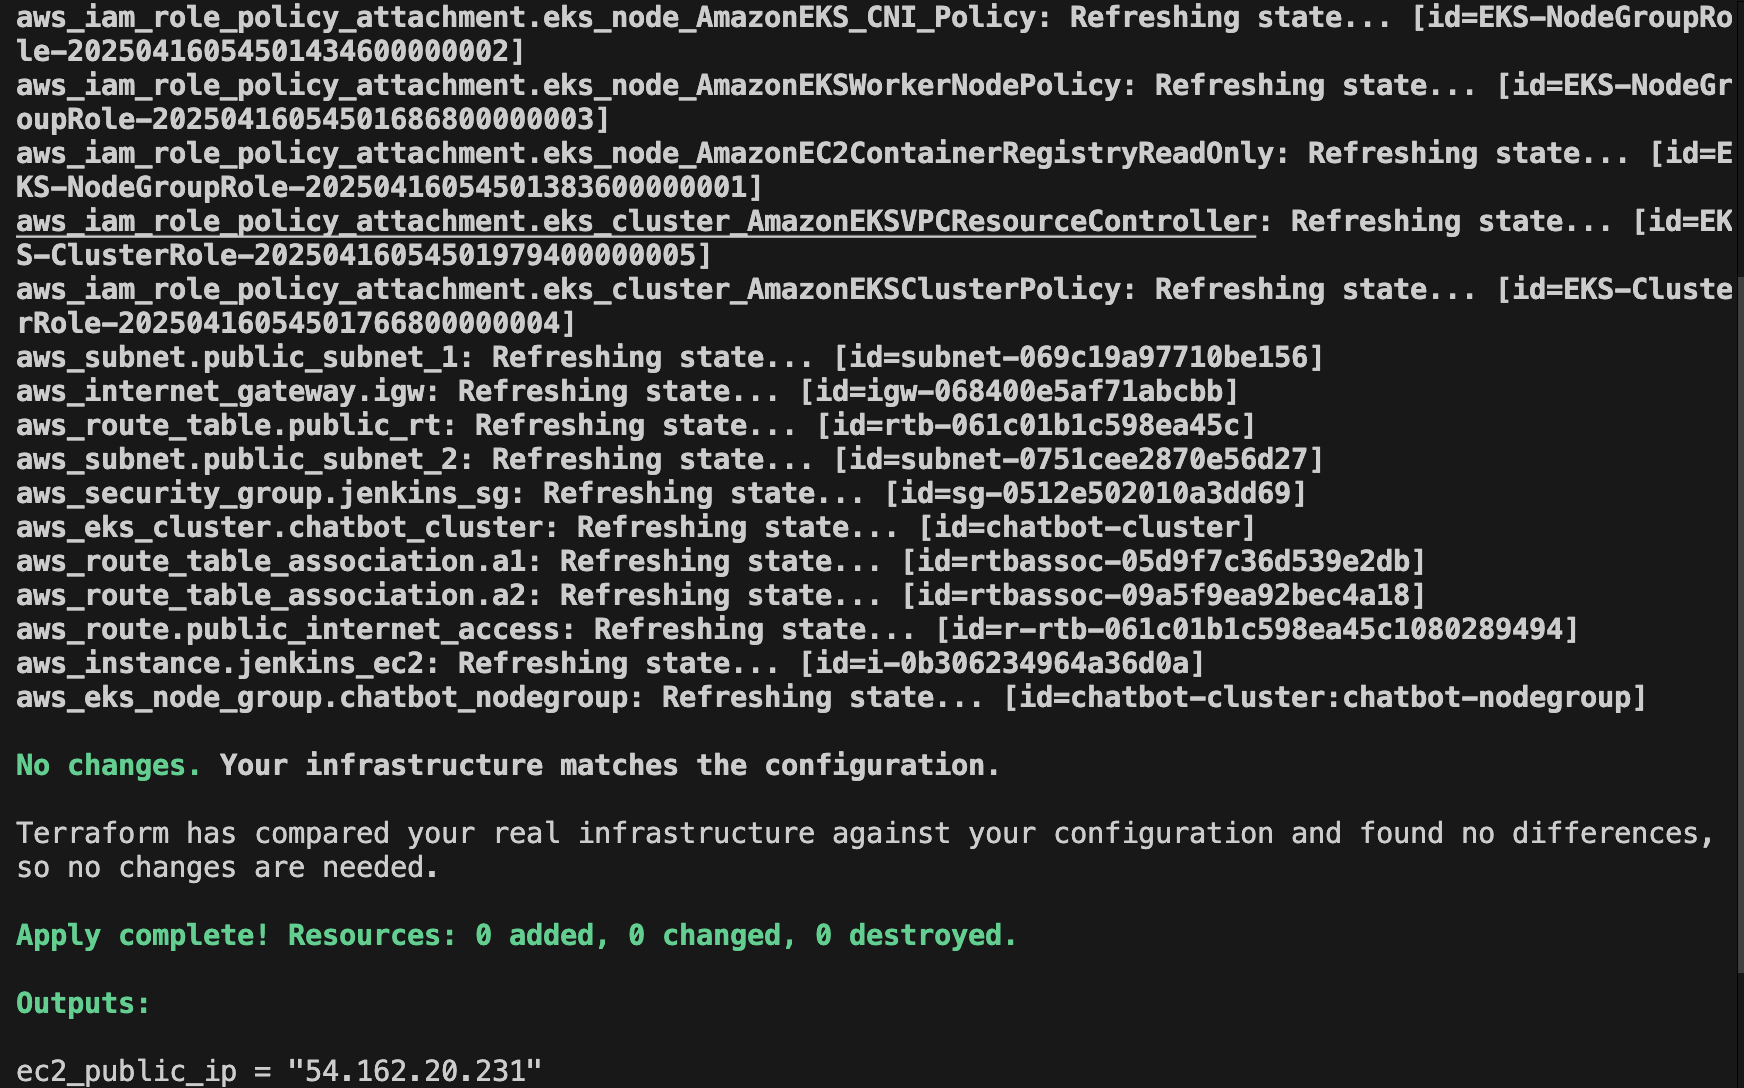 aws_iam_role_policy_attachment.eks_node_AmazonEKS_CNI_Policy: Refreshing state... [id=EKS-NodeGroupRo
le-20250416054501434600000002]
aws_iam_role_policy_attachment.eks_node_AmazonEKSWorkerNodePolicy: Refreshing state... [id=EKS-NodeGr
oupRole-20250416054501686800000003]
aws_iam_role_policy_attachment.eks_node_AmazonEC2ContainerRegistryReadOnly: Refreshing state... [id=E
KS-NodeGroupRole-20250416054501383600000001]
aws_iam_role_policy_attachment.eks_cluster_AmazonEKSVPCResourceController: Refreshing state... [id=EK
S-ClusterRole-20250416054501979400000005]
aws_iam_role_policy_attachment.eks_cluster_AmazonEKSClusterPolicy: Refreshing state... [id=EKS-Cluste
rRole-20250416054501766800000004]
aws_subnet.public_subnet_1: Refreshing state... [id=subnet-069c19a97710be156]
aws_internet_gateway.igw: Refreshing state... [id=igw-068400e5af71abcbb]
aws_route_table.public_rt: Refreshing state... [id=rtb-061c01b1c598ea45c]
aws_subnet.public_subnet_2: Refreshing state... [id=subnet-0751cee2870e56d27]
aws_security_group.jenkins_sg: Refreshing state... [id=sg-0512e502010a3dd69]
aws_eks_cluster.chatbot_cluster: Refreshing state... [id=chatbot-cluster]
aws_route_table_association.a1: Refreshing state... [id=rtbassoc-05d9f7c36d539e2db]
aws_route_table_association.a2: Refreshing state... [id=rtbassoc-09a5f9ea92bec4a18]
aws_route.public_internet_access: Refreshing state... [id=r-rtb-061c01b1c598ea45c1080289494]
aws_instance.jenkins_ec2: Refreshing state... [id=i-0b306234964a36d0a]
aws_eks_node_group.chatbot_nodegroup: Refreshing state... [id=chatbot-cluster:chatbot-nodegroup]
No changes. Your infrastructure matches the configuration.
Terraform has compared your real infrastructure against your configuration and found no differences,
so no changes are needed.
Apply complete! Resources: 0 added, 0 changed, 0 destroyed.
Outputs:
ec2_public_ip = "54.162.20.231"